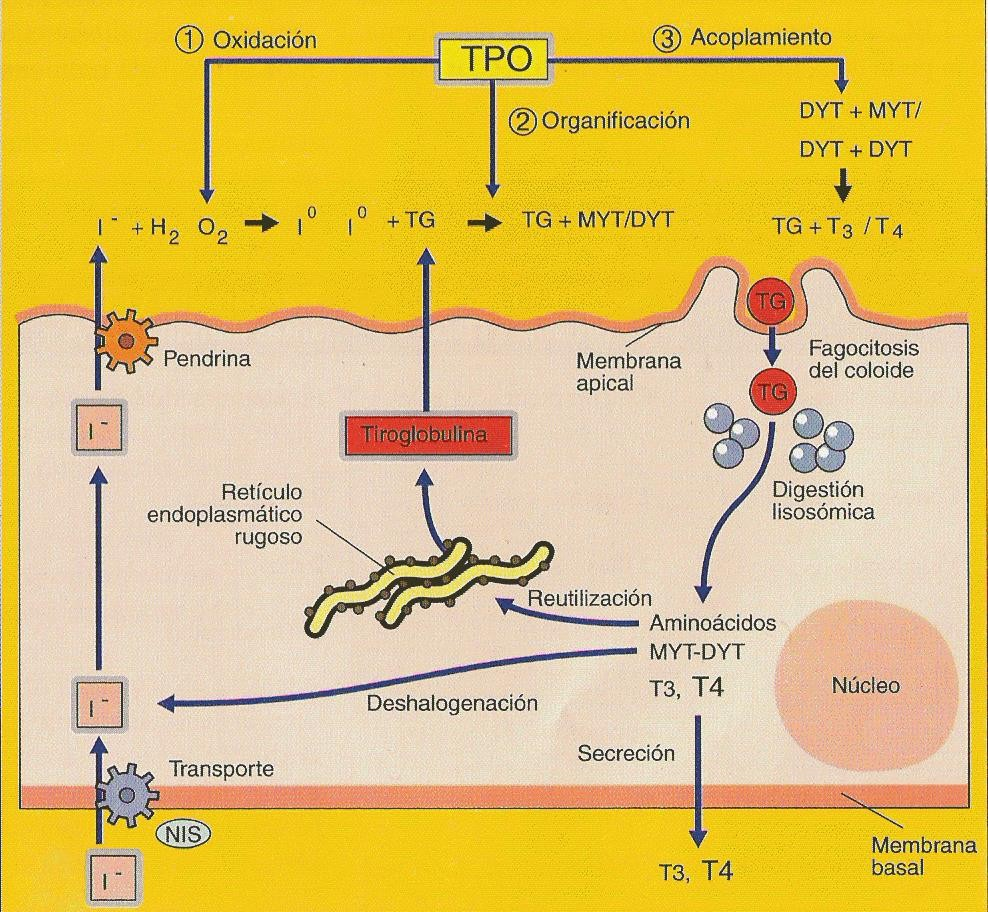 ① Oxidación
TPO
③ Acoplamiento
② Organificación
DYT + MYT/
DYT + DYT
I⁻ + H₂ O₂ I⁰ I⁰ + TG TG + MYT/DYT
TG + T₃ / T₄
TG
Pendrina
Membrana
apical
Fagocitosis
del coloide
TG
I⁻
Tiroglobulina
Digestión
lisosómica
Retículo
endoplasmático
rugoso
Reutilización
Aminoácidos
MYT-DYT
T3, T4
Núcleo
I⁻
Deshalogenación
Secreción
Transporte
NIS
Membrana
basal
I⁻
T3, T4